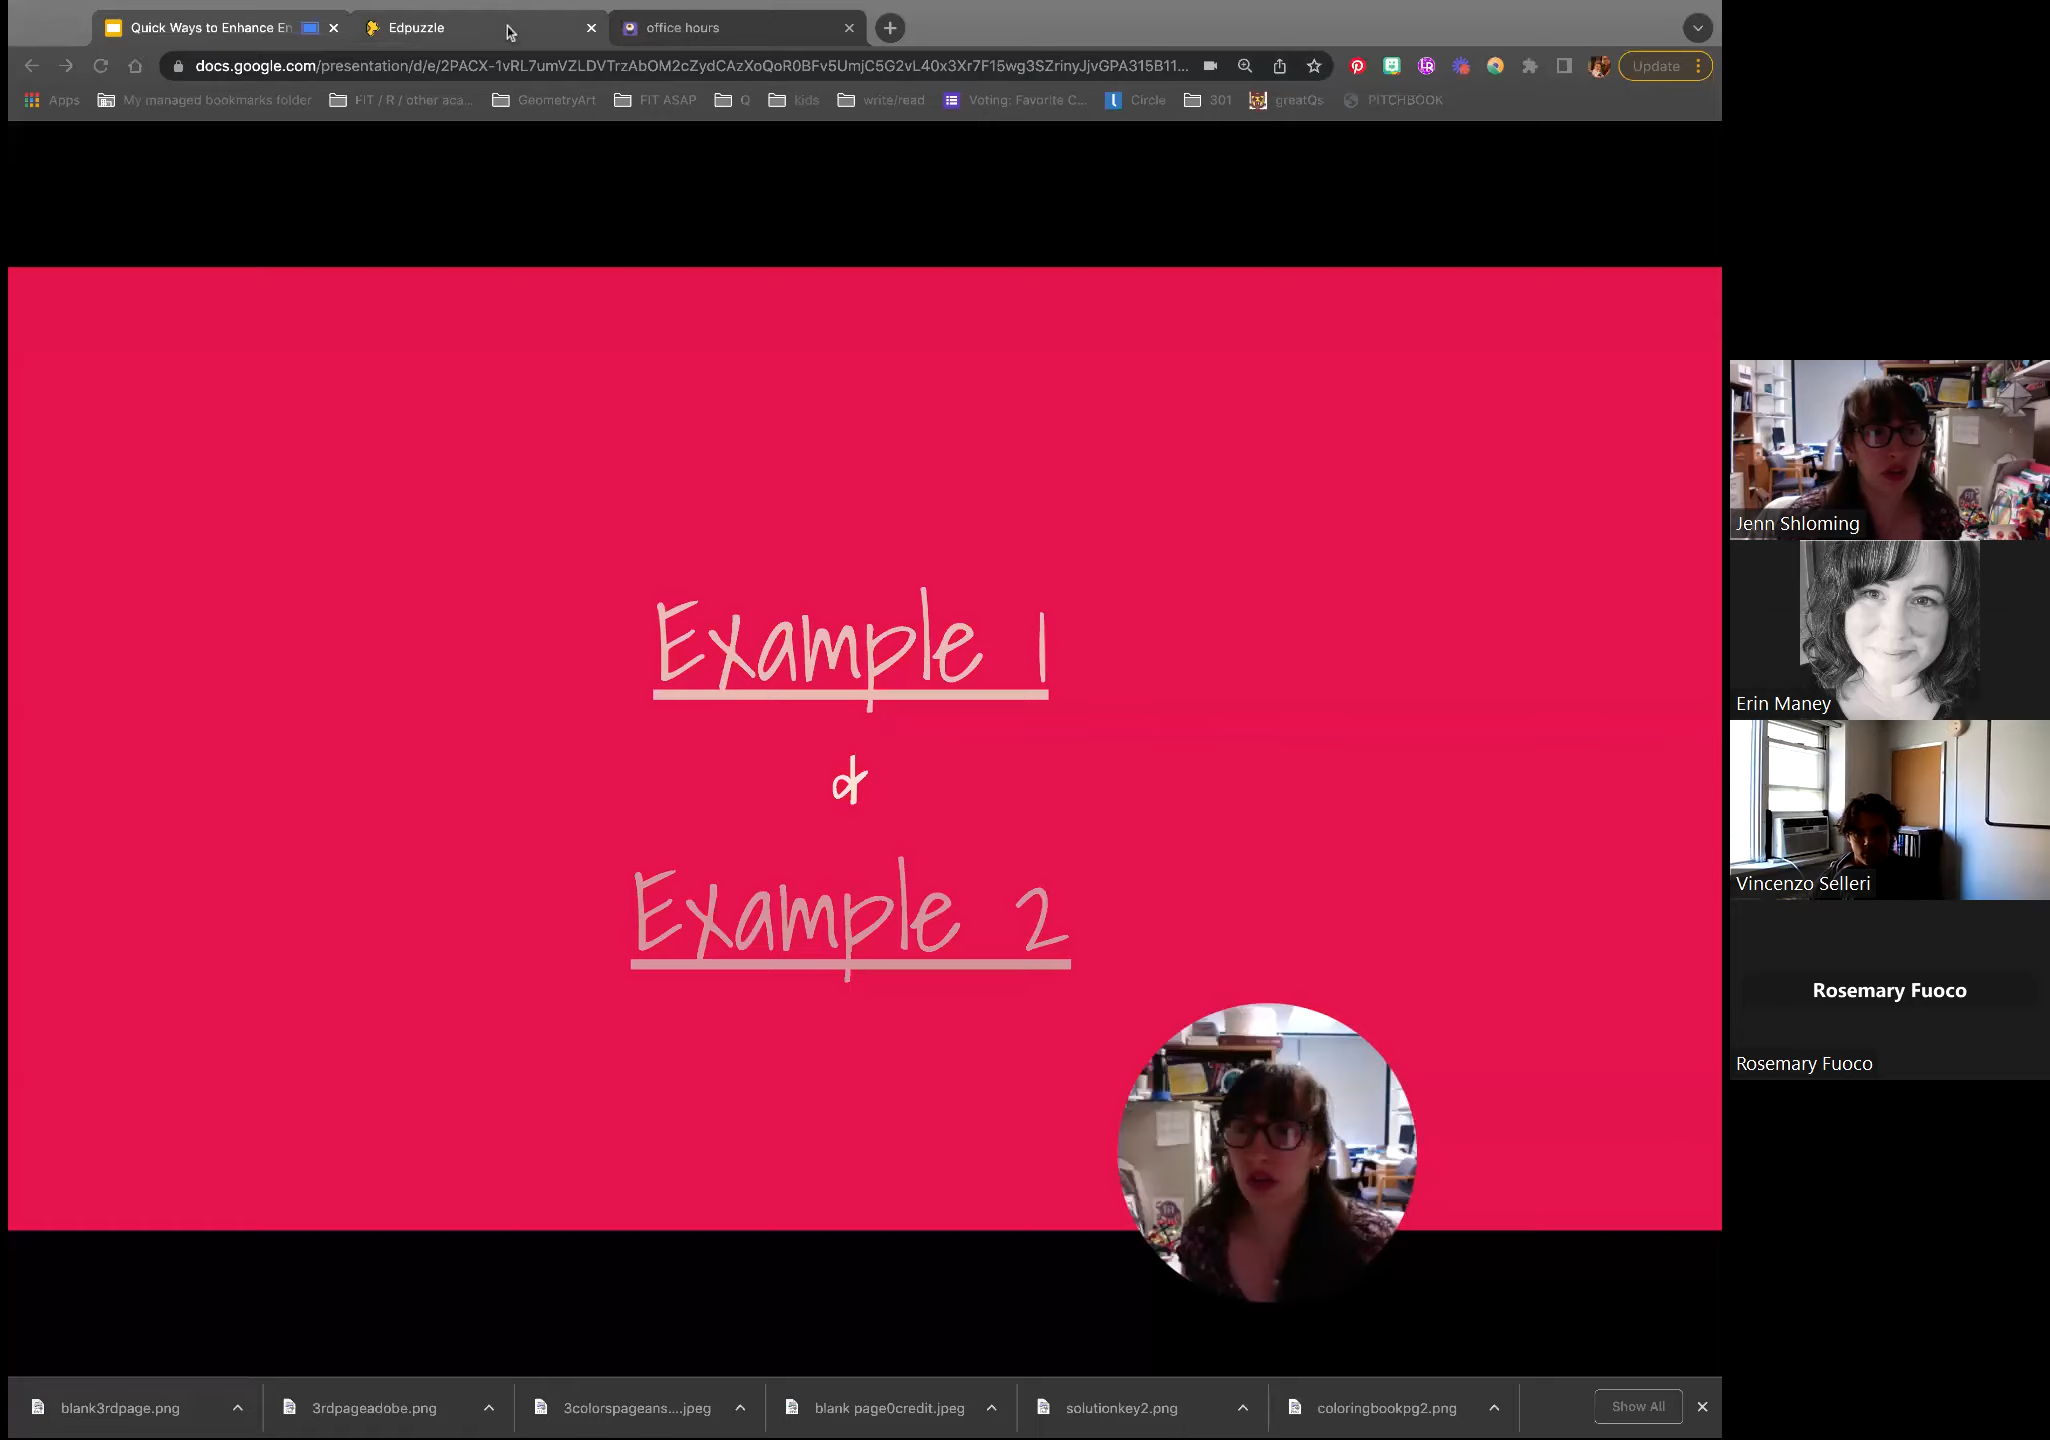 Quick Ways to Enhance En
Edpuzzle
office hours
docs.google.com/presentation/d/e/2PACX-1vRL7umVZLDVTrzAbOM2cZydCAzXoQoR0BFv5UmjC5G2vL40x3Xr7F15wg3SZrinyJjvGPA315B11...
Update
Apps
My managed bookmarks folder
FIT / R / other aca...
GeometryArt
FIT ASAP
Q
Kids
write/read
Voting: Favorite C...
Circle
301
greatQs
PITCHBOOK
Example 1
&
Example 2
Jenn Shloming
Erin Maney
Vincenzo Selleri
Rosemary Fuoco
Rosemary Fuoco
blank3rdpage.png
3rdpageadobe.png
3colorspageans....jpeg
blank page0credit.jpeg
solutionkey2.png
coloringbookpg2.png
Show All